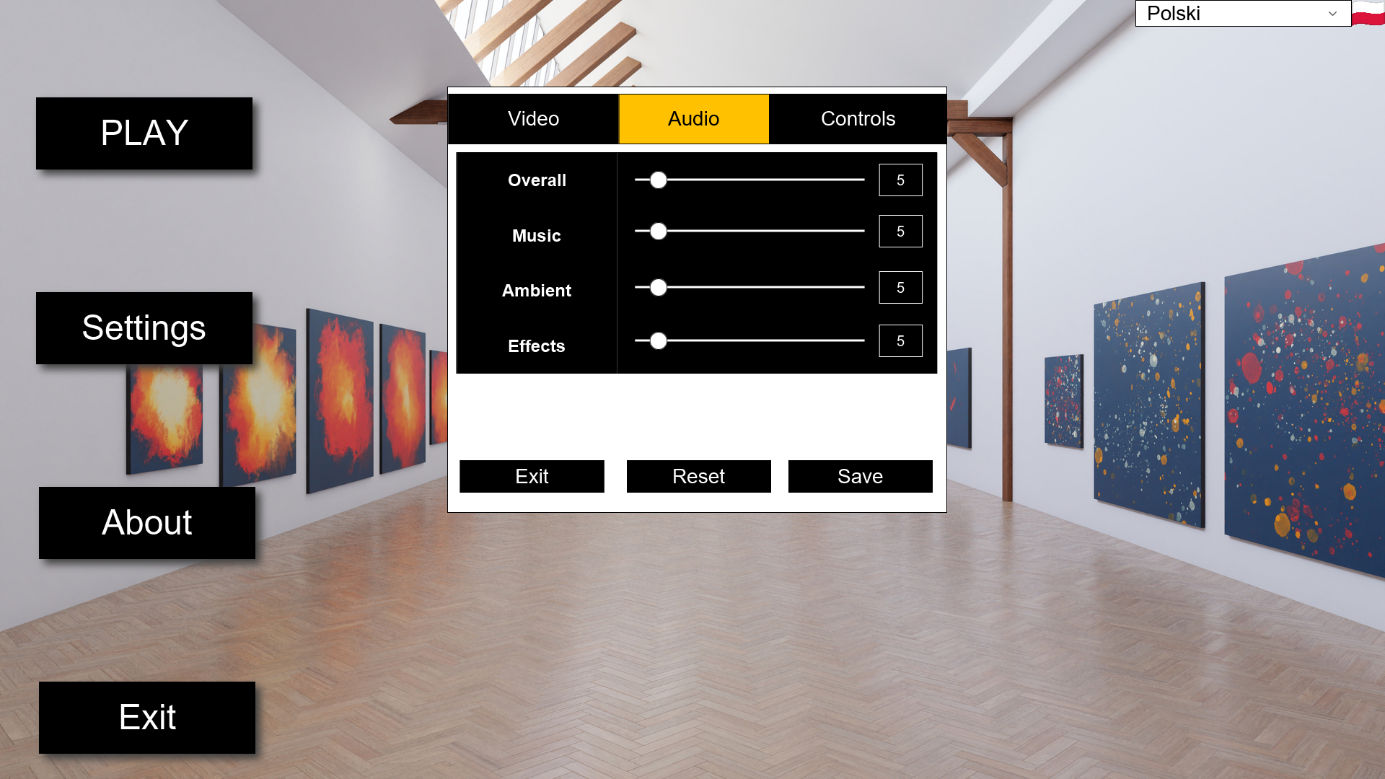 Polski
PLAY
Settings
About
Exit
Video Audio Controls
Overall 5
Music 5
Ambient 5
Effects 5
Exit Reset Save